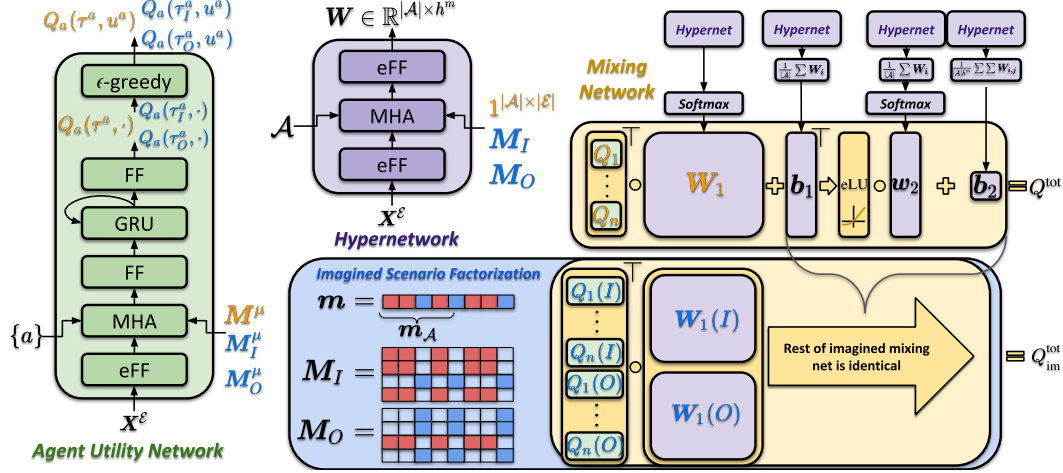 Q_a(τ^a, u^a) Q_a(τ_I^a, u^a)
Q_a(τ_O^a, u^a)
ϵ-greedy
Q_a(τ^a, ·) Q_a(τ_I^a, ·)
Q_a(τ_O^a, ·)
FF
GRU
FF
{a} MHA M^μ
M_I^μ
eFF M_O^μ
X^ℰ
Agent Utility Network
W ∈ ℝ^{|𝒜|×h^m}
eFF
𝒜 MHA 1^{|𝒜|×|ℰ|}
M_I
eFF M_O
X^ℰ
Hypernetwork
Mixing
Network
Hypernet Hypernet Hypernet Hypernet
1/|𝒜| ∑ W_i 1/|𝒜| ∑ W_i 1/|𝒜|h^m ∑∑ W_{i,j}
Softmax Softmax
Q_1 ⋮ Q_n ⊤ ∘ W_1 + b_1 ⊤ ⇨ eLU ∘ w_2 + b_2 = Q^tot
Imagined Scenario Factorization
m =
m_𝒜
M_I =
M_O =
Q_1(I) ⊤
⋮
Q_n(I)
Q_1(O)
⋮
Q_n(O)
∘
W_1(I)
W_1(O)
Rest of imagined mixing
net is identical
= Q_im^tot